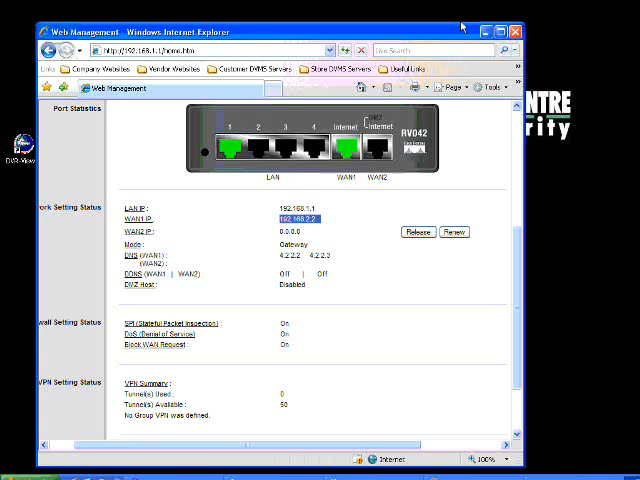 Web Management - Windows Internet Explorer
http://192.168.1.1/home.htm
Live Search
Links Company Websites Vendor Websites Customer DVMS Servers Store DVMS Servers Useful Links
Web Management Page Tools
Port Statistics
DMZ
1 2 3 4 Internet Internet
RV042
LAN WAN1 WAN2
ork Setting Status
LAN IP : 192.168.1.1
WAN1 IP : 192.168.2.2
WAN2 IP : 0.0.0.0 Release Renew
Mode : Gateway
DNS (WAN1) : 4.2.2.2 4.2.2.3
(WAN2) :
DDNS (WAN1 | WAN2) Off | Off
DMZ Host : Disabled
wall Setting Status
SPI (Stateful Packet Inspection) : On
DoS (Denial of Service) : On
Block WAN Request : On
VPN Setting Status
VPN Summary :
Tunnel(s) Used : 0
Tunnel(s) Available : 50
No Group VPN was defined.
Internet 100%
DVR-View
NTRE
rity